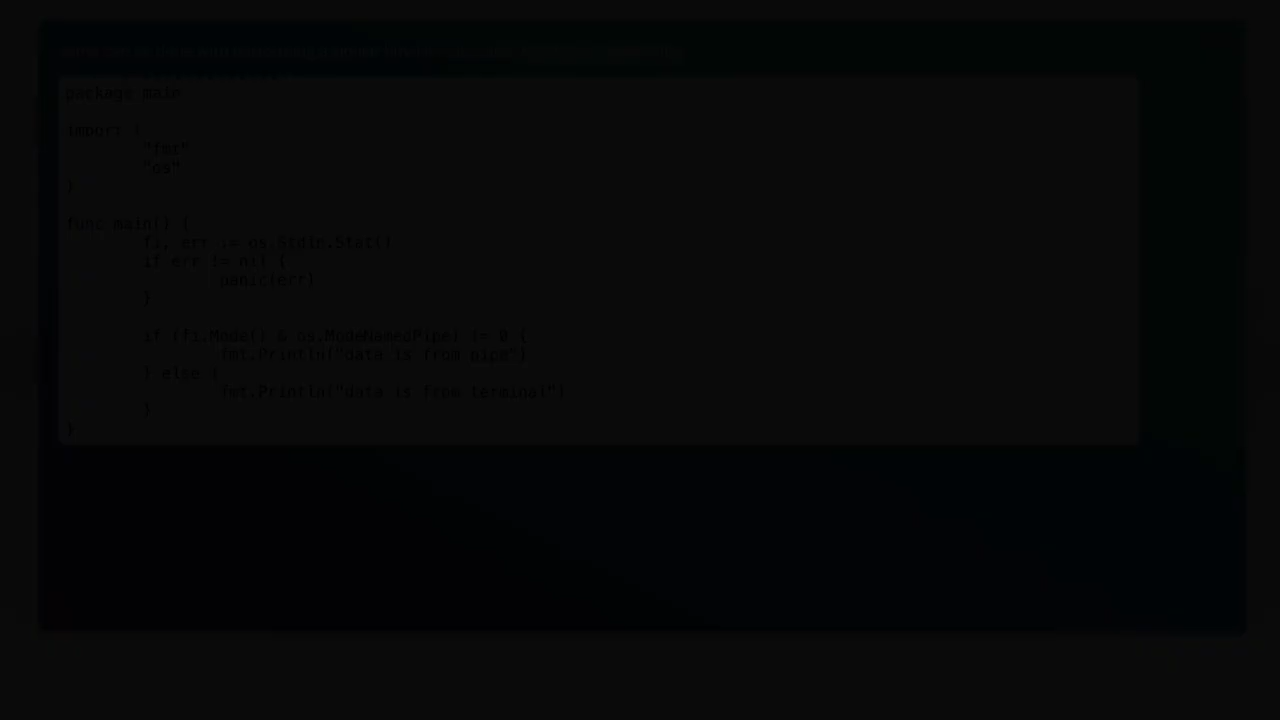 package main

import (
        "fmt"
        "os"
)

func main() {
        fi, err := os.Stdin.Stat()
        if err != nil {
                panic(err)
        }

        if (fi.Mode() & os.ModeNamedPipe) != 0 {
                fmt.Println("data is from pipe")
        } else {
                fmt.Println("data is from terminal")
        }
}